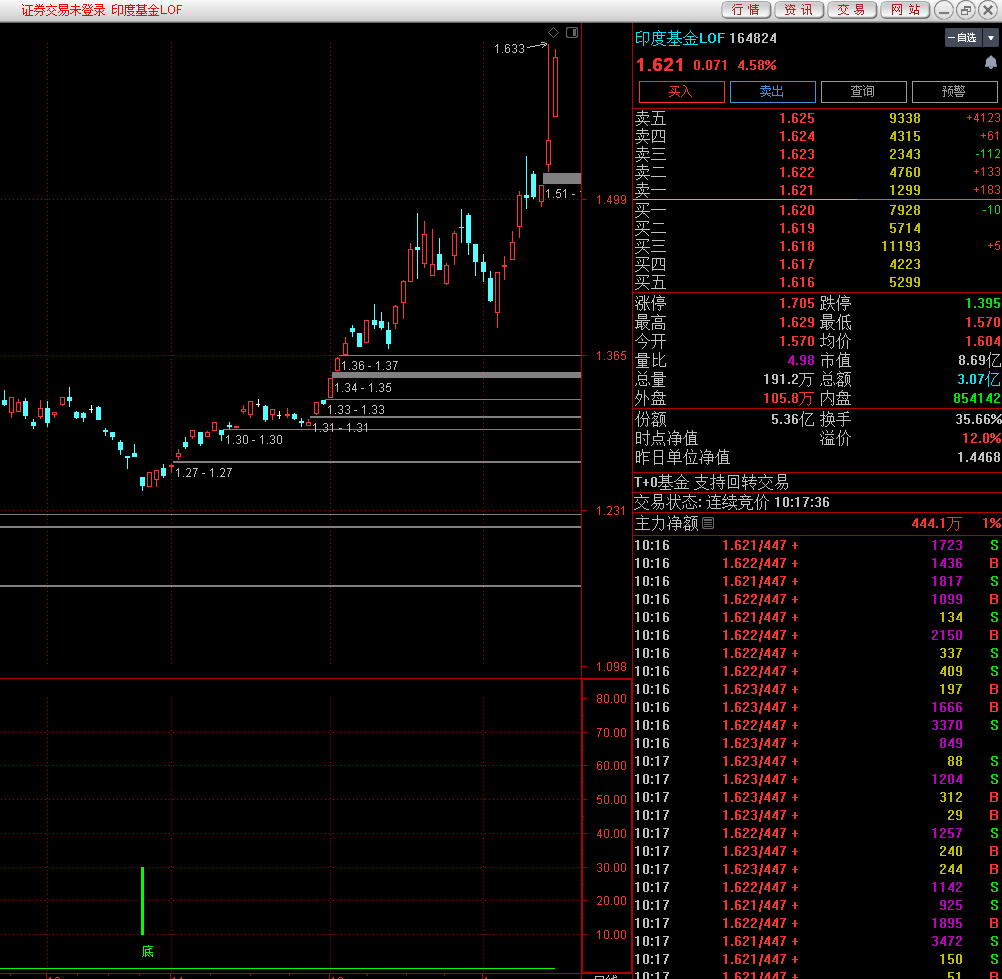 证券交易未登录 印度基金LOF 行情 资讯 交易 网站
1.633
1.51 -
1.36 - 1.37
1.34 - 1.35
1.33 - 1.33
1.31 - 1.31
1.30 - 1.30
1.27 - 1.27
1.499
1.365
1.231
1.098
80.00
70.00
60.00
50.00
40.00
30.00
20.00
10.00
底
印度基金LOF 164824 一自选
1.621 0.071 4.58%
买入 卖出 查询 预警
卖五 1.625 9338 +4123
卖四 1.624 4315 +61
卖三 1.623 2343 -112
卖二 1.622 4760 +133
卖一 1.621 1299 +183
买一 1.620 7928 -10
买二 1.619 5714
买三 1.618 11193 +5
买四 1.617 4223
买五 1.616 5299
涨停 1.705 跌停 1.395
最高 1.629 最低 1.570
今开 1.570 均价 1.604
量比 4.98 市值 8.69亿
总量 191.2万 总额 3.07亿
外盘 105.8万 内盘 854142
份额 5.36亿 换手 35.66%
时点净值 溢价 12.0%
昨日单位净值 1.4468
T+0基金 支持回转交易
交易状态: 连续竞价 10:17:36
主力净额 444.1万 1%
10:16 1.621/447 + 1723 S
10:16 1.622/447 + 1436 B
10:16 1.621/447 + 1817 S
10:16 1.622/447 + 1099 B
10:16 1.621/447 + 134 S
10:16 1.622/447 + 2150 B
10:16 1.622/447 + 337 S
10:16 1.622/447 + 409 S
10:16 1.623/447 + 197 B
10:16 1.623/447 + 1666 B
10:16 1.622/447 + 3370 S
10:16 1.623/447 + 849
10:17 1.623/447 + 88 S
10:17 1.622/447 + 1204 S
10:17 1.623/447 + 312 B
10:17 1.623/447 + 29 B
10:17 1.622/447 + 1257 S
10:17 1.623/447 + 240 B
10:17 1.623/447 + 244 B
10:17 1.622/447 + 1142 S
10:17 1.621/447 + 925 S
10:17 1.622/447 + 1895 B
10:17 1.621/447 + 3472 S
10:17 1.621/447 + 150 S
10:17 1.621/447 + 51 B